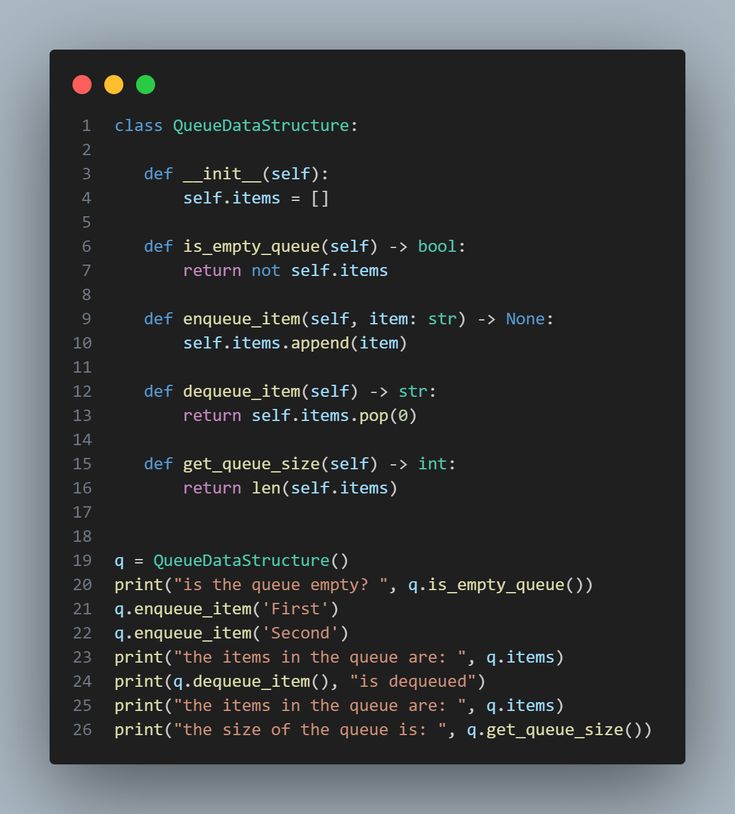 1 class QueueDataStructure:
2
3    def __init__(self):
4        self.items = []
5
6    def is_empty_queue(self) -> bool:
7        return not self.items
8
9    def enqueue_item(self, item: str) -> None:
10        self.items.append(item)
11
12    def dequeue_item(self) -> str:
13        return self.items.pop(0)
14
15    def get_queue_size(self) -> int:
16        return len(self.items)
17
18
19 q = QueueDataStructure()
20 print("is the queue empty? ", q.is_empty_queue())
21 q.enqueue_item('First')
22 q.enqueue_item('Second')
23 print("the items in the queue are: ", q.items)
24 print(q.dequeue_item(), "is dequeued")
25 print("the items in the queue are: ", q.items)
26 print("the size of the queue is: ", q.get_queue_size())